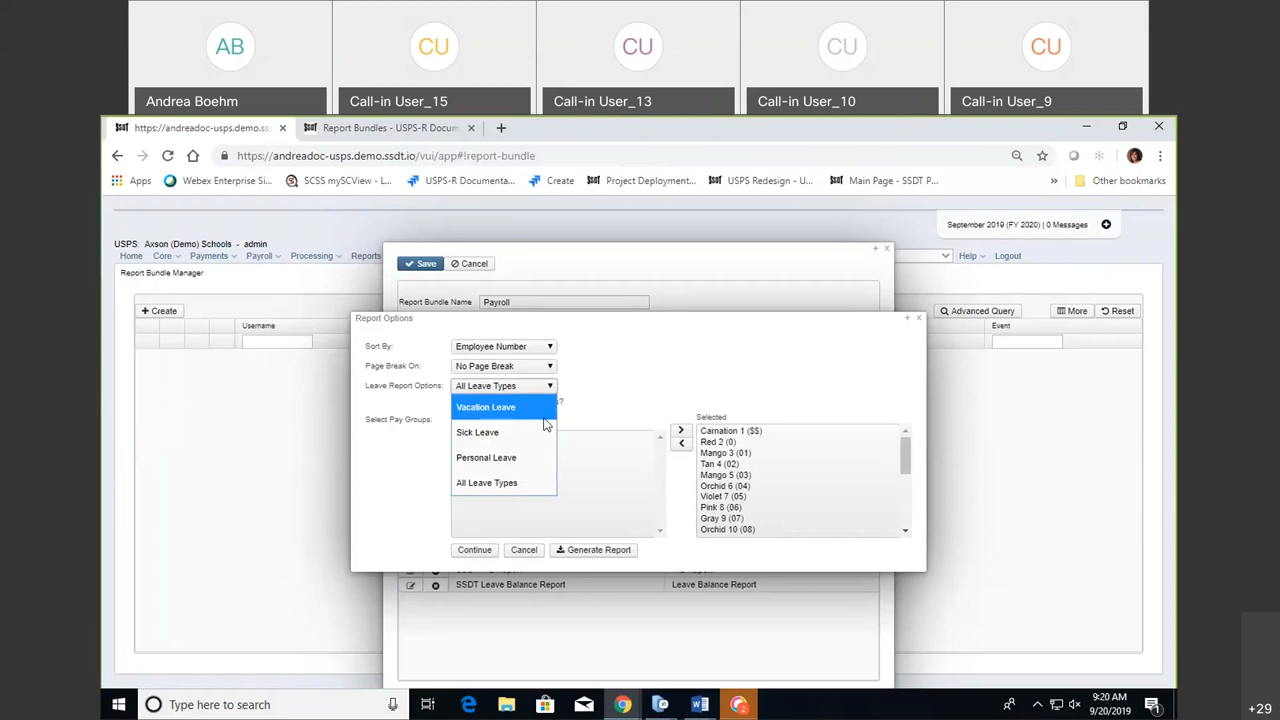 AB
CU
CU
CU
CU
Andrea Boehm
Call-in User_15
Call-in User_13
Call-in User_10
Call-in User_9
https://andreadoc-usps.demo.ssc
Report Bundles - USPS-R Docum
https://andreadoc-usps.demo.ssdt.io/vui/app#!report-bundle
Apps
Webex Enterprise Si...
SCSS mySCView — L...
USPS-R Documenta...
Create
Project Deployment...
USPS Redesign - U...
Main Page - SSDT P...
»
Other bookmarks
September 2019 (FY 2020) | 0 Messages
USPS: Axson (Demo) Schools - admin
Home
Core
Payments
Payroll
Processing
Reports
Help
Logout
Report Bundle Manager
Save
Cancel
Report Bundle Name
Payroll
Create
Advanced Query
More
Reset
Username
Event
Report Options
Sort By:
Employee Number
Page Break On:
No Page Break
Leave Report Options:
All Leave Types
?
Vacation Leave
Sick Leave
Personal Leave
All Leave Types
Select Pay Groups:
Selected
Carnation 1 ($$)
Red 2 (0)
Mango 3 (01)
Tan 4 (02)
Mango 5 (03)
Orchid 6 (04)
Violet 7 (05)
Pink 8 (06)
Gray 9 (07)
Orchid 10 (08)
Continue
Cancel
Generate Report
SSDT Leave Balance Report
Leave Balance Report
Type here to search
9:20 AM
9/20/2019
+29